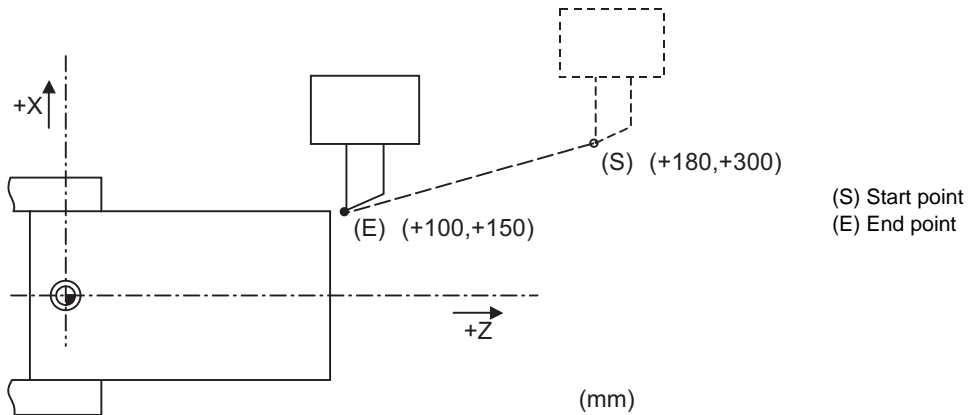 +X
(S) (+180,+300)
(S) Start point
(E) (+100,+150)
(E) End point
+Z
(mm)